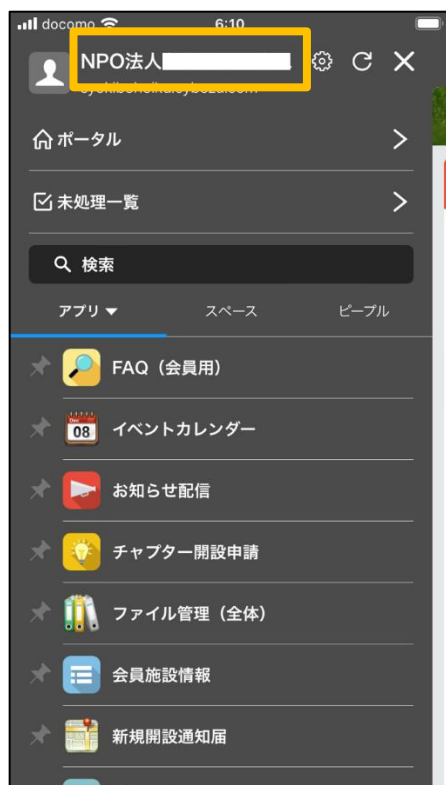 docomo
6:10
NPO法人
ポータル
未処理一覧
検索
アプリ▼ スペース ピープル
FAQ（会員用）
Dec
08
イベントカレンダー
お知らせ配信
チャプター開設申請
ファイル管理（全体）
会員施設情報
新規開設通知届